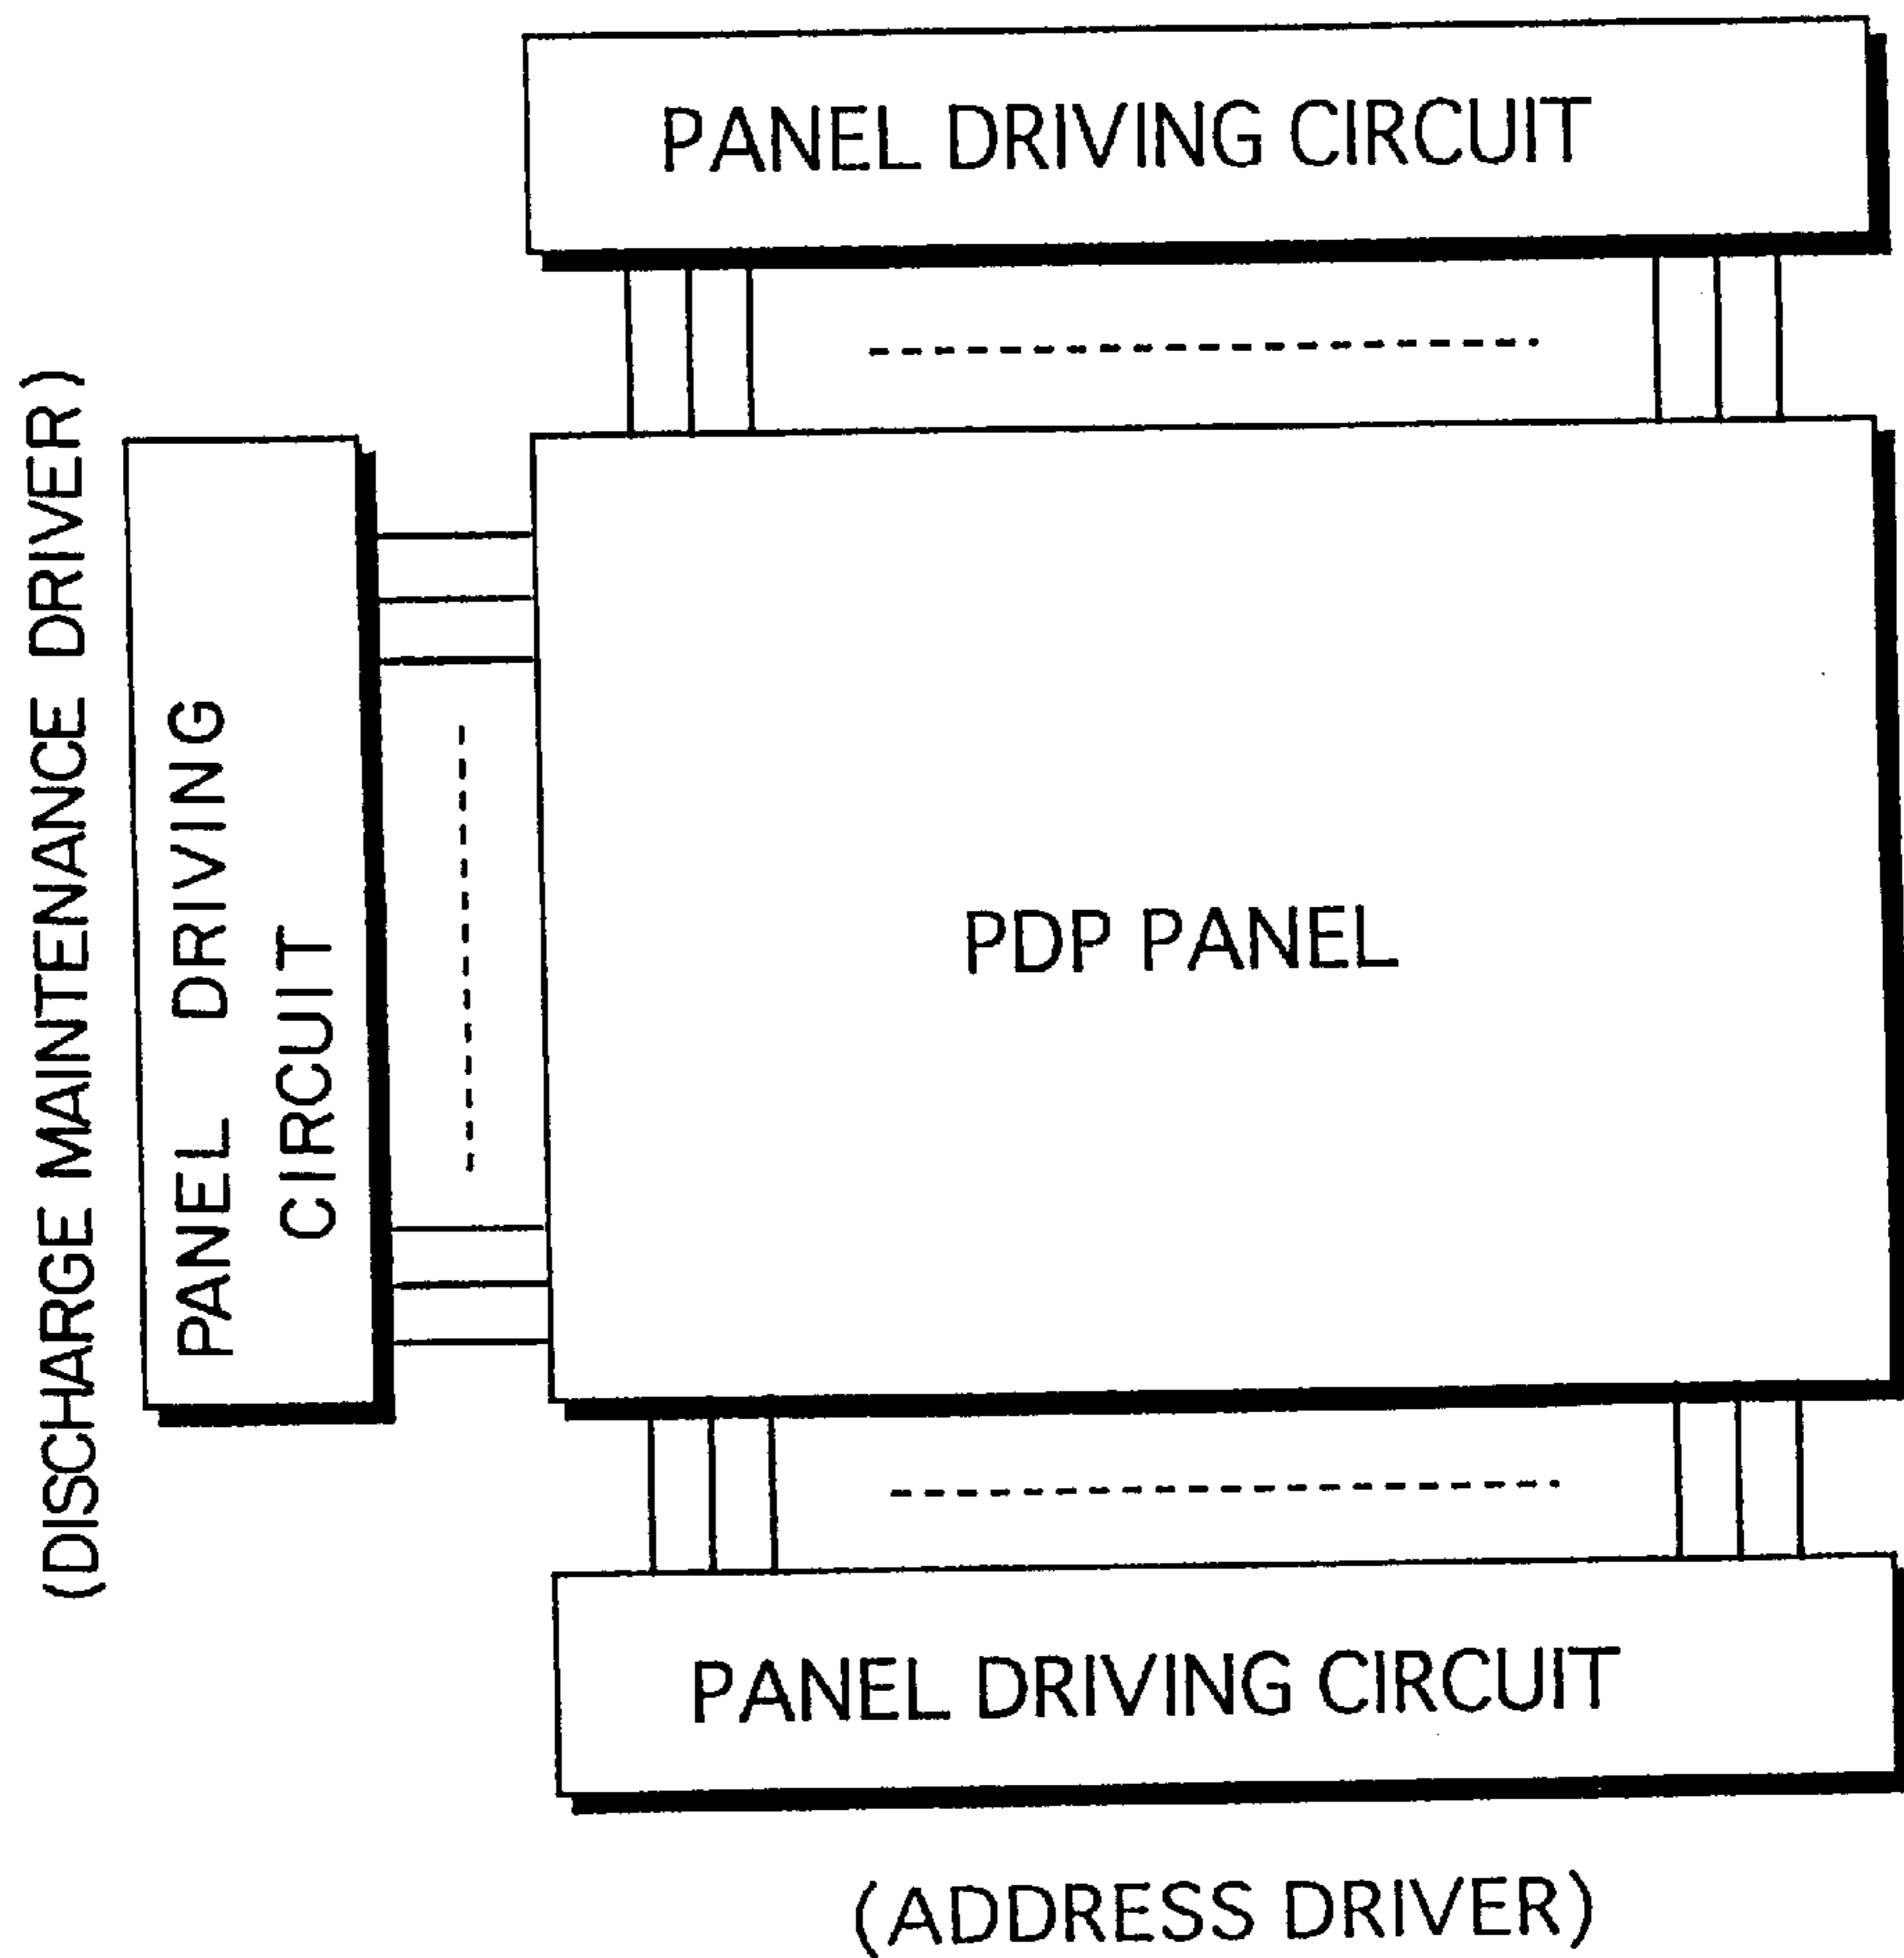 PANEL DRIVING CIRCUIT
(DISCHARGE MAINTENANCE DRIVER)
PANEL DRIVING
CIRCUIT
PDP PANEL
PANEL DRIVING CIRCUIT
(ADDRESS DRIVER)